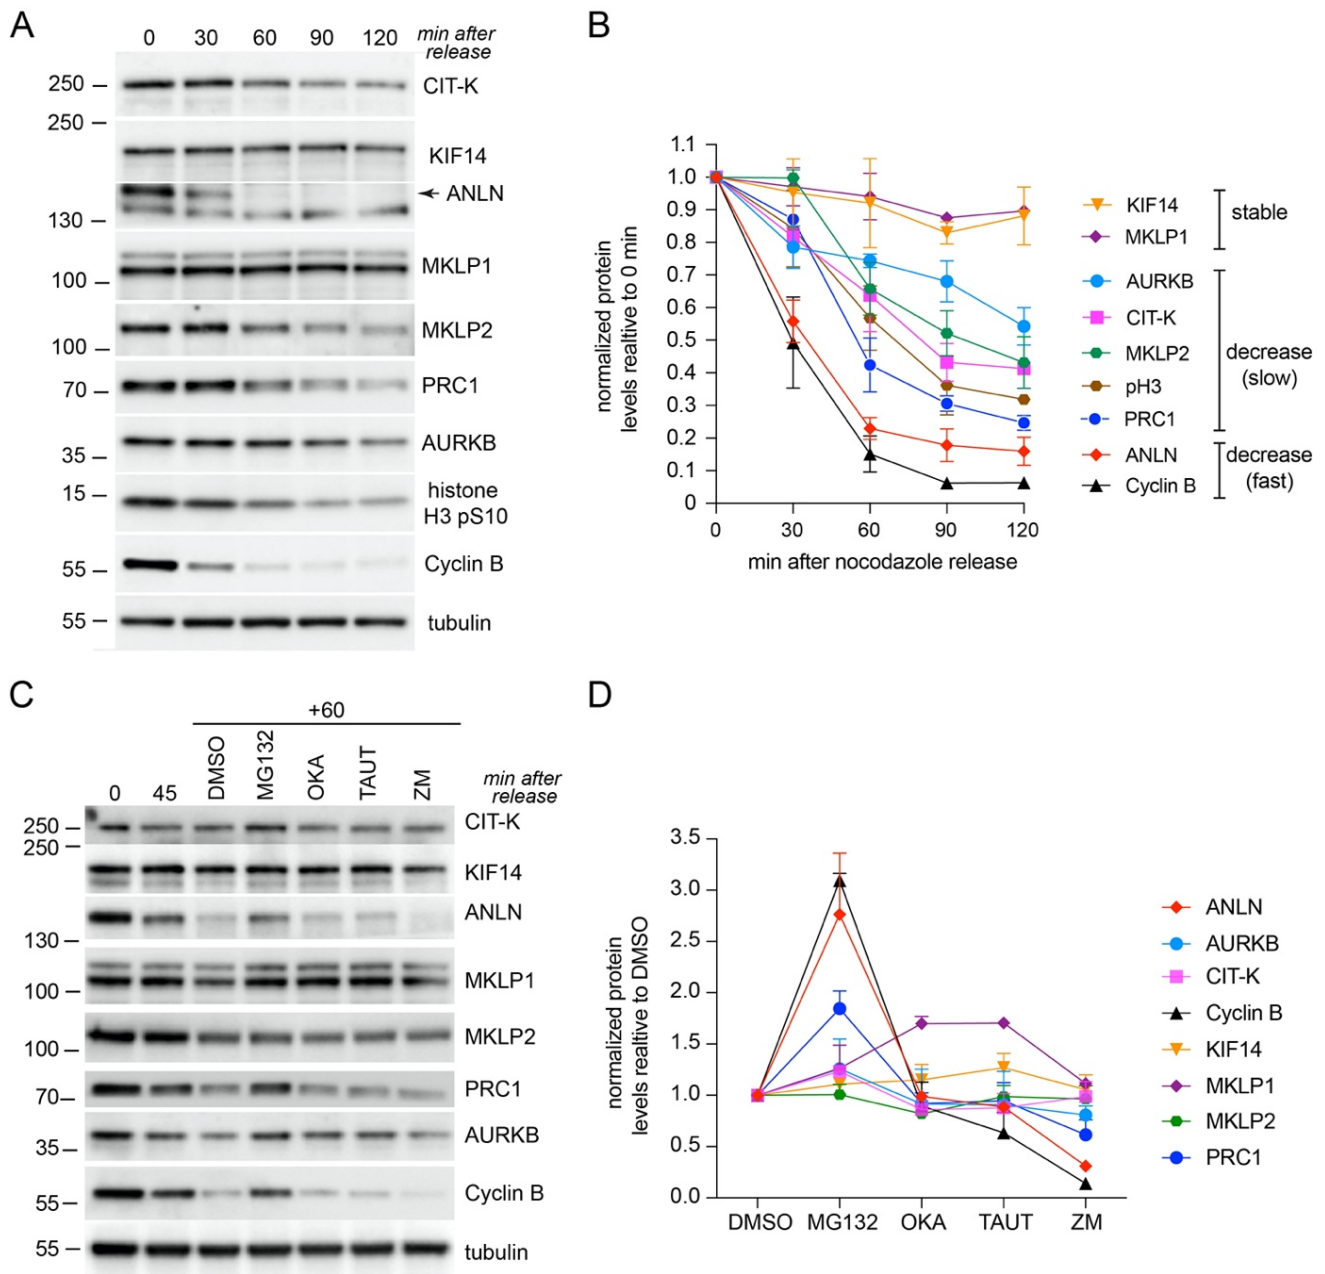 A
0 30 60 90 120 min after
release
250
CIT-K
250
KIF14
ANLN
130
MKLP1
100
MKLP2
100
PRC1
70
AURKB
35
15
histone
H3 pS10
Cyclin B
55
55
tubulin
B
normalized protein
levels realtive to 0 min
1.1
1.0
0.9
0.8
0.7
0.6
0.5
0.4
0.3
0.2
0.1
0
0 30 60 90 120
min after nocodazole release
KIF14
MKLP1
stable
AURKB
CIT-K
MKLP2
pH3
PRC1
decrease
(slow)
ANLN
Cyclin B
decrease
(fast)
C
+60
0 45 DMSO MG132 OKA TAUT ZM
min after
release
250
CIT-K
250
KIF14
ANLN
130
MKLP1
100
MKLP2
100
PRC1
70
AURKB
35
Cyclin B
55
55
tubulin
D
normalized protein
levels realtive to DMSO
3.5
3.0
2.5
2.0
1.5
1.0
0.5
0.0
DMSO MG132 OKA TAUT ZM
ANLN
AURKB
CIT-K
Cyclin B
KIF14
MKLP1
MKLP2
PRC1